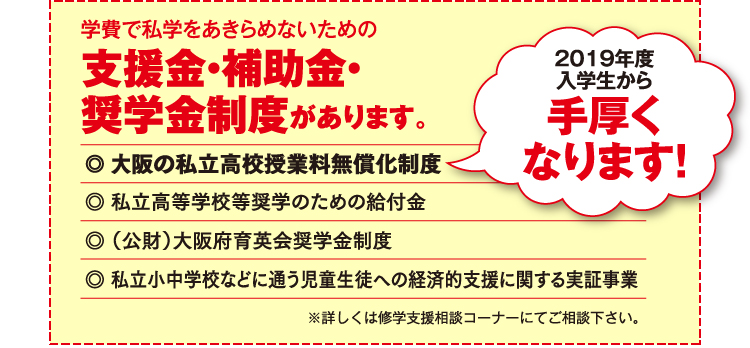 学費で私学をあきらめないための
支援金・補助金・
奨学金制度があります。
2019年度
入学生から
手厚く
なります!
◎ 大阪の私立高校授業料無償化制度
◎ 私立高等学校等奨学のための給付金
◎ (公財)大阪府育英会奨学金制度
◎ 私立小中学校などに通う児童生徒への経済的支援に関する実証事業
※詳しくは修学支援相談コーナーにてご相談下さい。